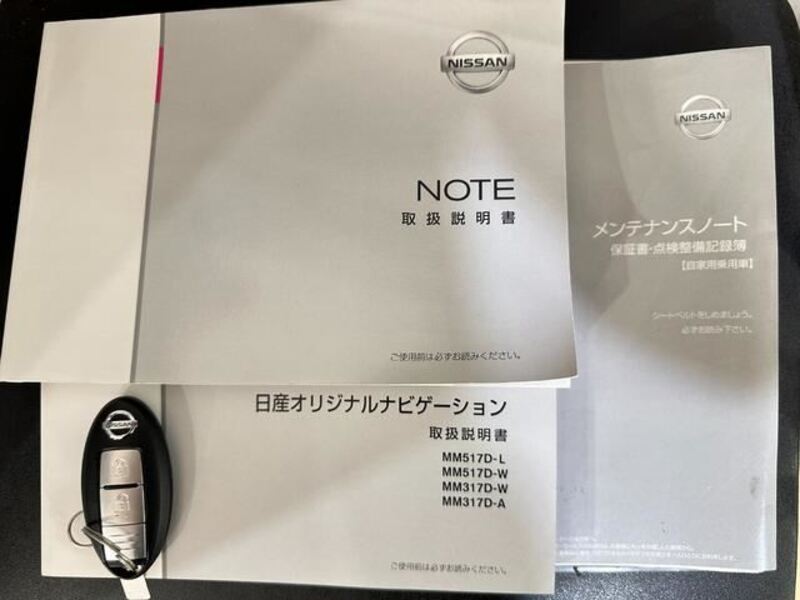 NISSAN
NOTE
取扱説明書
ご使用前は必ずお読みください。
NISSAN
メンテナンスノート
保証書・点検整備記録簿
【自家用乗用車】
シートベルトをしめましょう。
必ずお読み下さい。
日産オリジナルナビゲーション
取扱説明書
MM517D-L
MM517D-W
MM317D-W
MM317D-A
ご使用前は必ずお読みください。
NISSAN